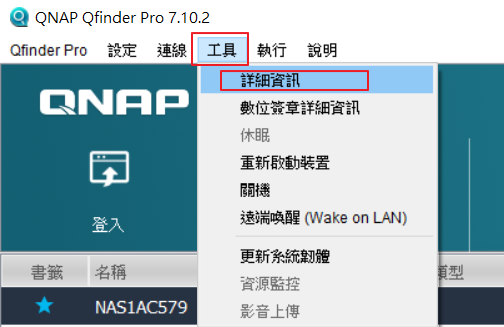 QNAP Qfinder Pro 7.10.2
Qfinder Pro 設定 連線 工具 執行 說明
QNAP
登入
詳細資訊
數位簽章詳細資訊
休眠
重新啟動裝置
關機
遠端喚醒 (Wake on LAN)
更新系統韌體
資源監控
影音上傳
書籤 名稱 類型
NAS1AC579